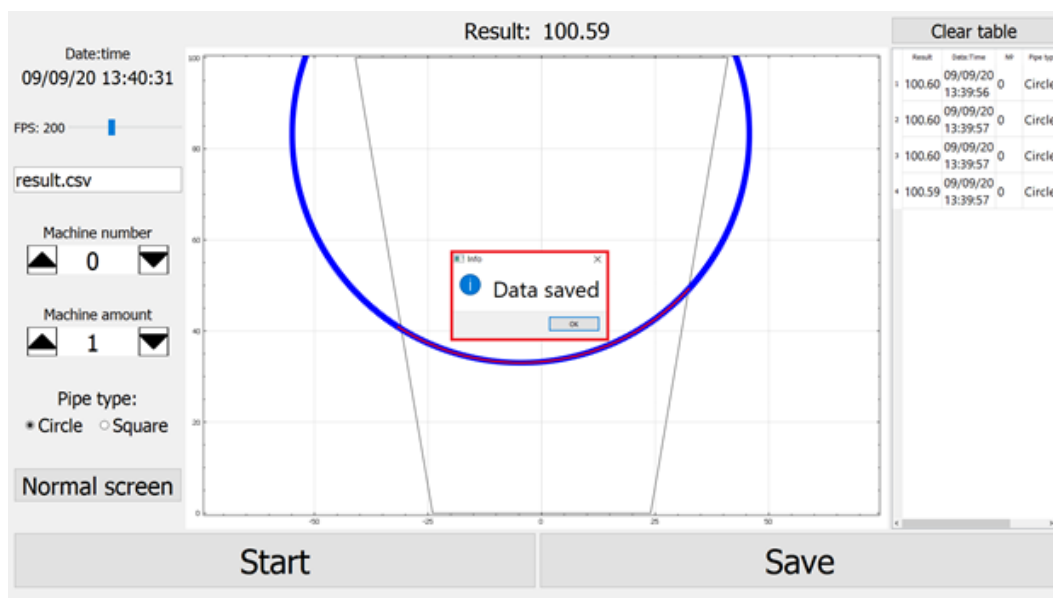 Result: 100.59
Clear table
Date:time
09/09/20 13:40:31
FPS: 200
result.csv
Machine number
0
Machine amount
1
Pipe type:
Circle Square
Normal screen
100
80
60
40
20
0
-50 -25 0 25 50
Info
Data saved
OK
Result Date:Time № Pipe typ
1 100.60 09/09/20 13:39:56 0 Circle
2 100.60 09/09/20 13:39:57 0 Circle
3 100.60 09/09/20 13:39:57 0 Circle
4 100.59 09/09/20 13:39:57 0 Circle
Start
Save